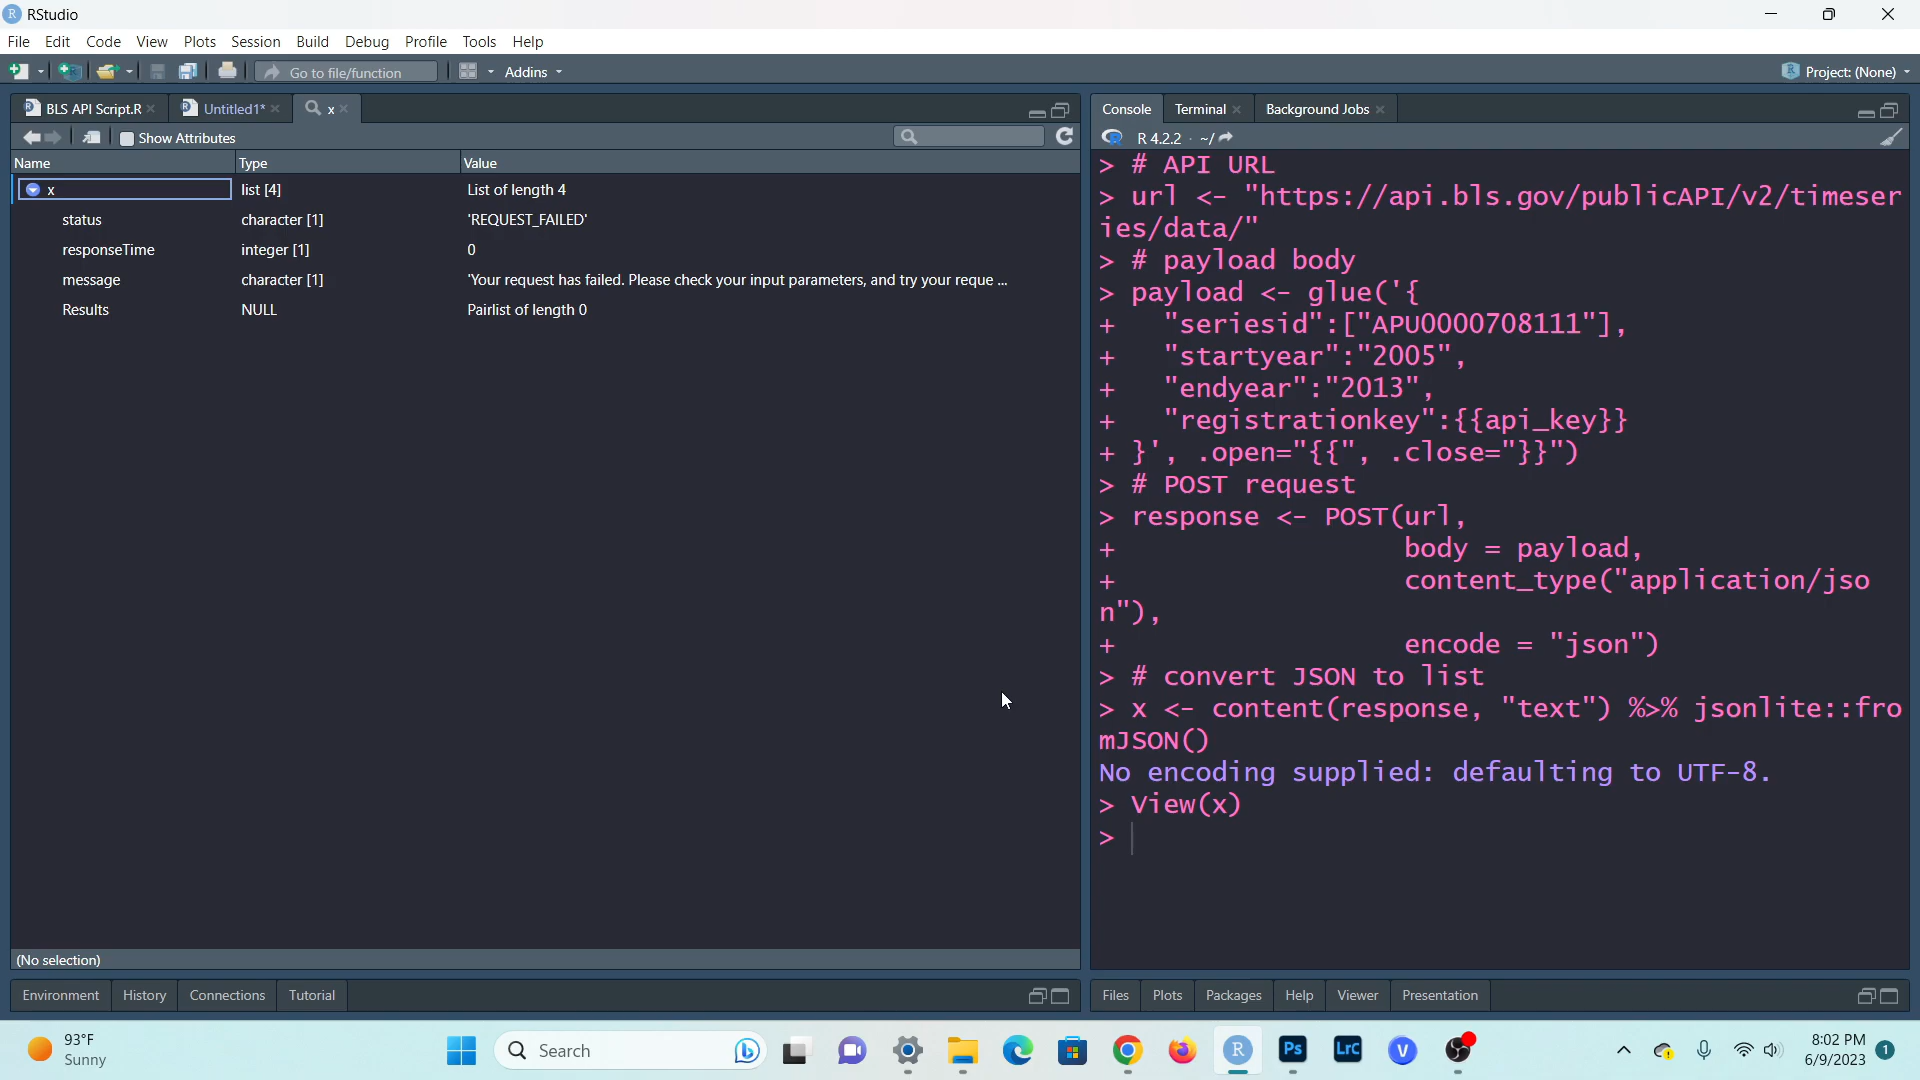 RStudio
File Edit Code View Plots Session Build Debug Profile Tools Help
Go to file/function Addins Project: (None)
BLS API Script.R Untitled1* x
Show Attributes
Name Type Value
x list [4] List of length 4
status character [1] 'REQUEST_FAILED'
responseTime integer [1] 0
message character [1] 'Your request has failed. Please check your input parameters, and try your reque ...
Results NULL Pairlist of length 0
(No selection)
Environment History Connections Tutorial
Console Terminal Background Jobs
R 4.2.2 · ~/
> # API URL
> url <- "https://api.bls.gov/publicAPI/v2/timeser
ies/data/"
> # payload body
> payload <- glue('{
+   "seriesid":["APU0000708111"],
+   "startyear":"2005",
+   "endyear":"2013",
+   "registrationkey":{{api_key}}
+ }', .open="{{", .close="}}")
> # POST request
> response <- POST(url,
+                  body = payload,
+                  content_type("application/jso
n"),
+                  encode = "json")
> # convert JSON to list
> x <- content(response, "text") %>% jsonlite::fro
mJSON()
No encoding supplied: defaulting to UTF-8.
> View(x)
>
Files Plots Packages Help Viewer Presentation
93°F
Sunny
Search
Ps LrC V
8:02 PM
6/9/2023
1